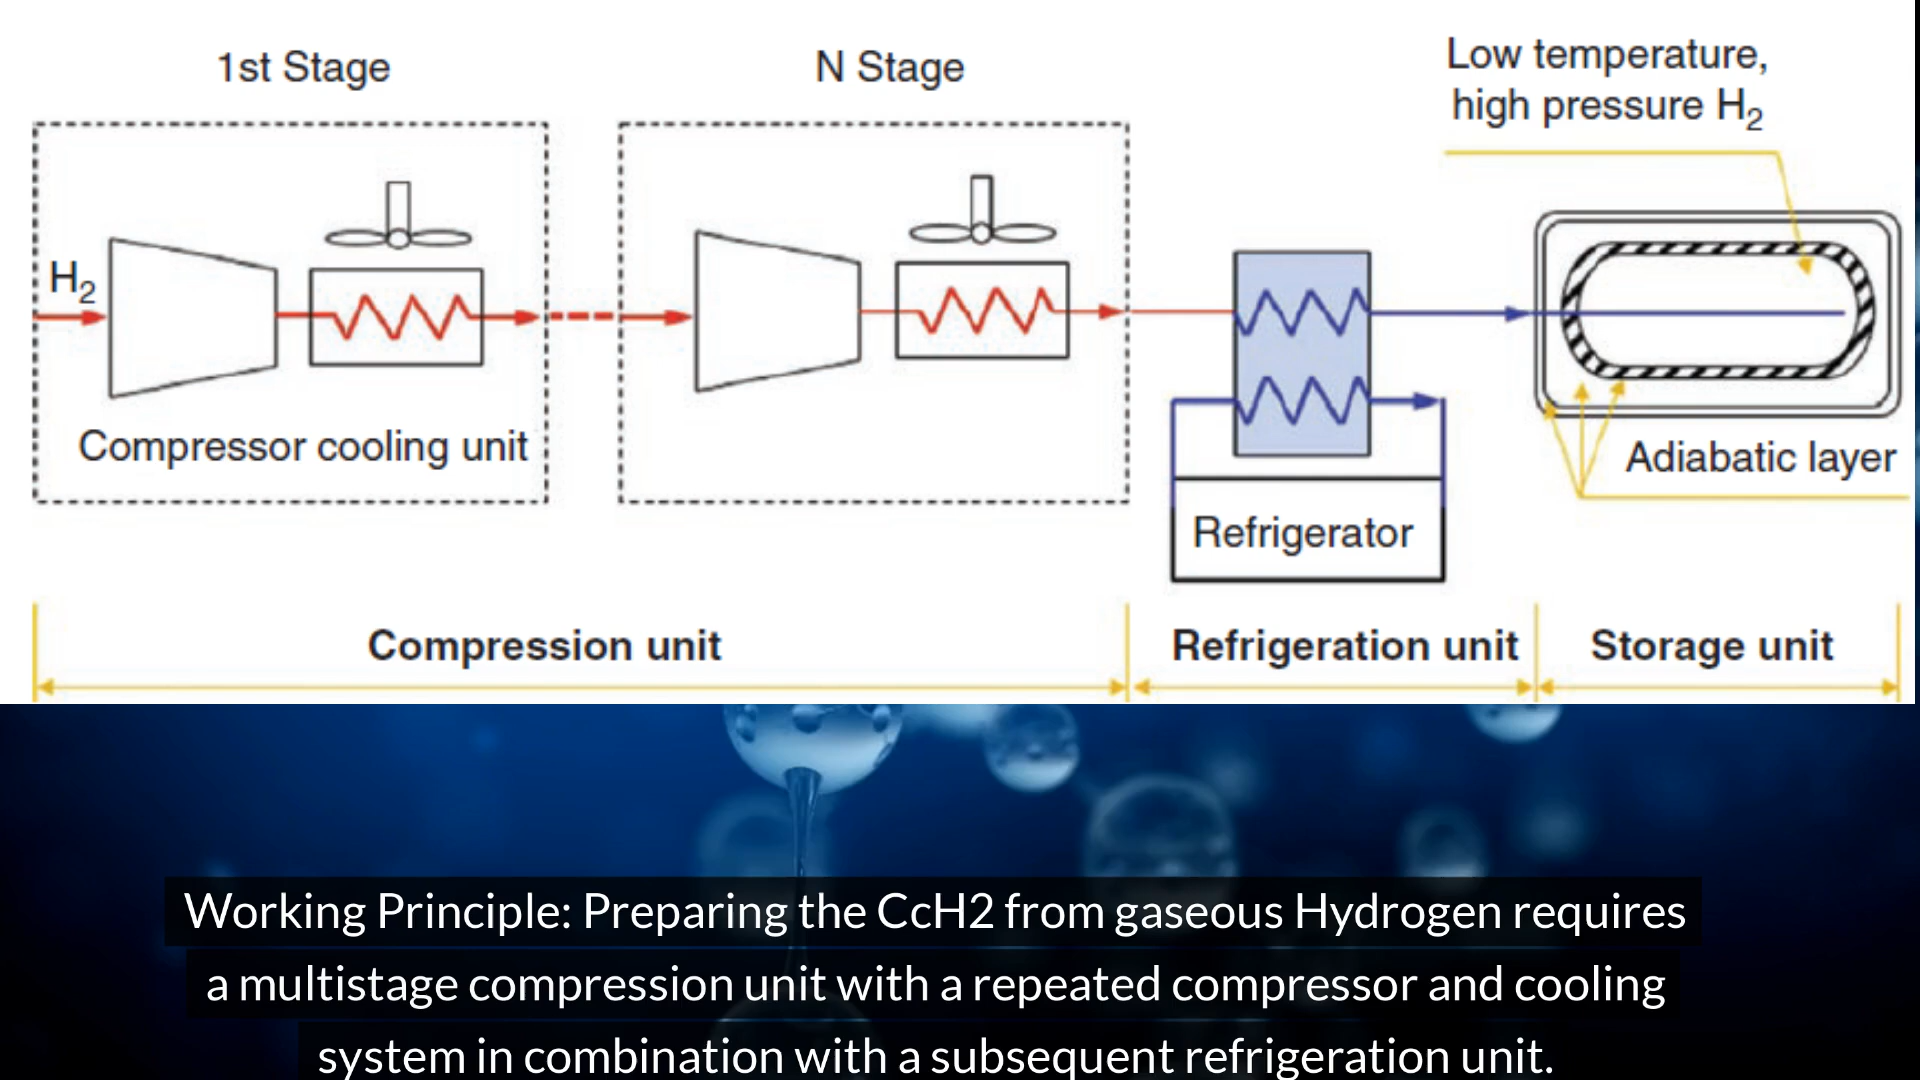 1st Stage
N Stage
Low temperature,
high pressure H₂
H₂
Compressor cooling unit
Adiabatic layer
Refrigerator
Compression unit
Refrigeration unit
Storage unit
Working Principle: Preparing the CcH2 from gaseous Hydrogen requires
a multistage compression unit with a repeated compressor and cooling
system in combination with a subsequent refrigeration unit.